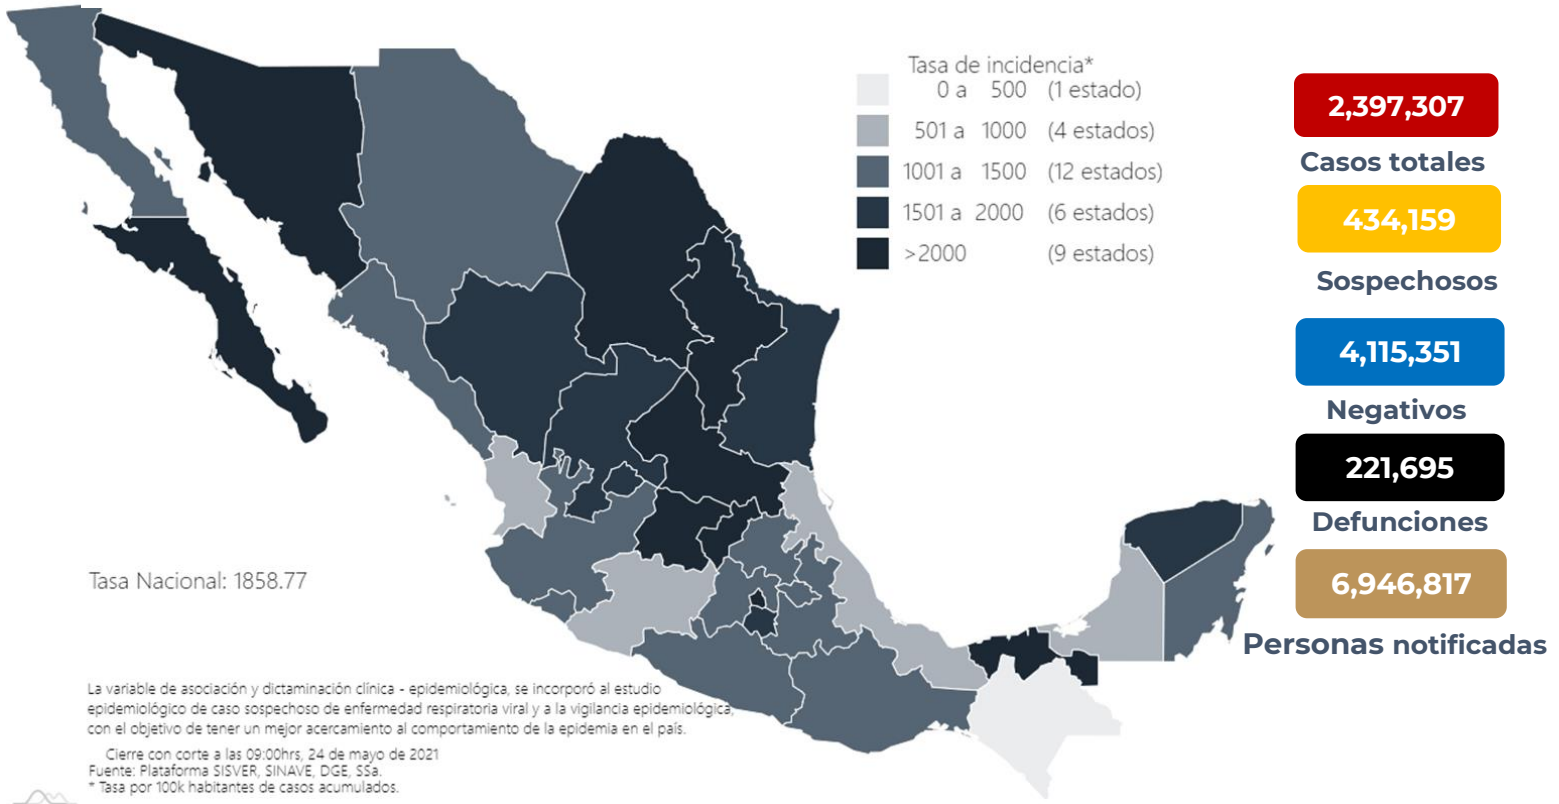 Tasa de incidencia*
0 a 500 (1 estado)
501 a 1000 (4 estados)
1001 a 1500 (12 estados)
1501 a 2000 (6 estados)
>2000 (9 estados)
2,397,307
Casos totales
434,159
Sospechosos
4,115,351
Negativos
221,695
Defunciones
6,946,817
Personas notificadas
Tasa Nacional: 1858.77
La variable de asociación y dictaminación clínica - epidemiológica, se incorporó al estudio
epidemiológico de caso sospechoso de enfermedad respiratoria viral y a la vigilancia epidemiológica,
con el objetivo de tener un mejor acercamiento al comportamiento de la epidemia en el país.
Cierre con corte a las 09:00hrs, 24 de mayo de 2021
Fuente: Plataforma SISVER, SINAVE, DGE, SSa.
* Tasa por 100k habitantes de casos acumulados.